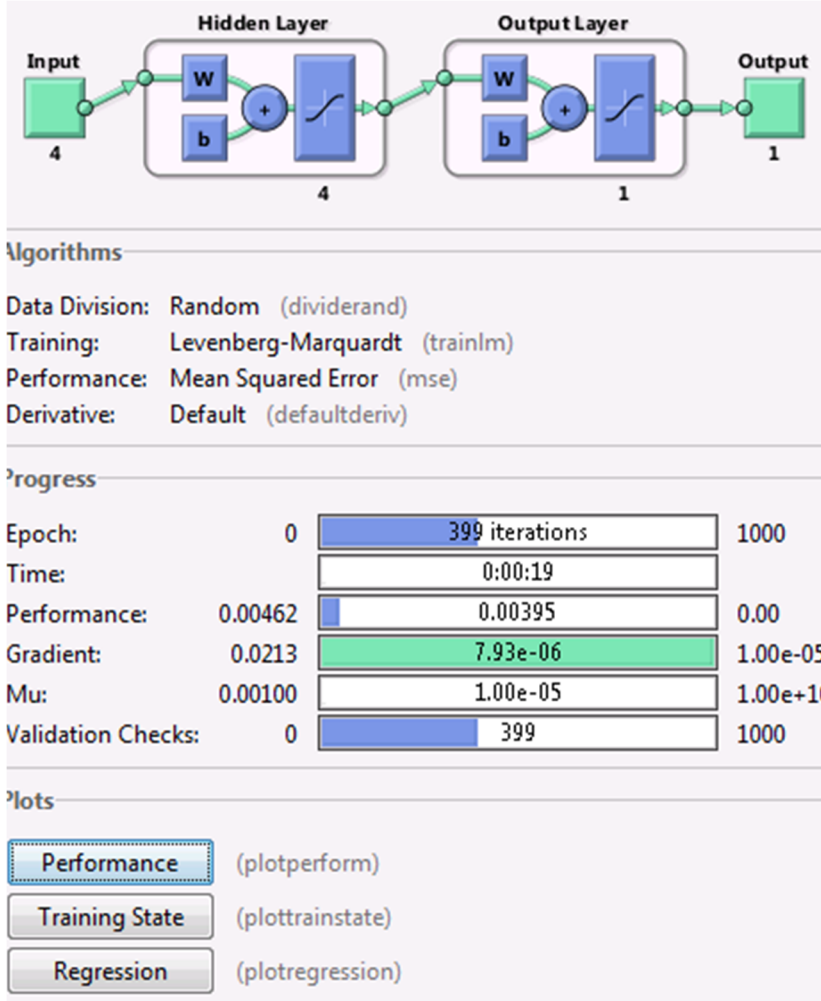 Hidden Layer Output Layer
Input Output
W W
+ +
b b
4 1
4 1
Algorithms
Data Division: Random (dividerand)
Training: Levenberg-Marquardt (trainlm)
Performance: Mean Squared Error (mse)
Derivative: Default (defaultderiv)
Progress
Epoch: 0 399 iterations 1000
Time: 0:00:19
Performance: 0.00462 0.00395 0.00
Gradient: 0.0213 7.93e-06 1.00e-05
Mu: 0.00100 1.00e-05 1.00e+10
Validation Checks: 0 399 1000
Plots
Performance (plotperform)
Training State (plottrainstate)
Regression (plotregression)